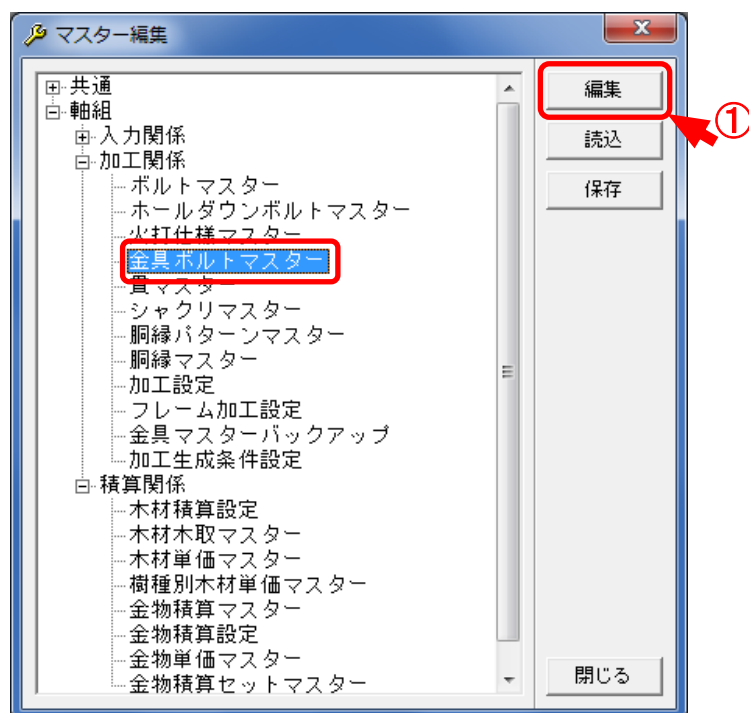 マスター編集
共通
軸組
入力関係
加工関係
ボルトマスター
ホールダウンボルトマスター
火打仕様マスター
金具ボルトマスター
畳マスター
シャクリマスター
胴縁パターンマスター
胴縁マスター
加工設定
フレーム加工設定
金具マスターバックアップ
加工生成条件設定
積算関係
木材積算設定
木材木取マスター
木材単価マスター
樹種別木材単価マスター
金物積算マスター
金物積算設定
金物単価マスター
金物積算セットマスター
編集
①
読込
保存
閉じる